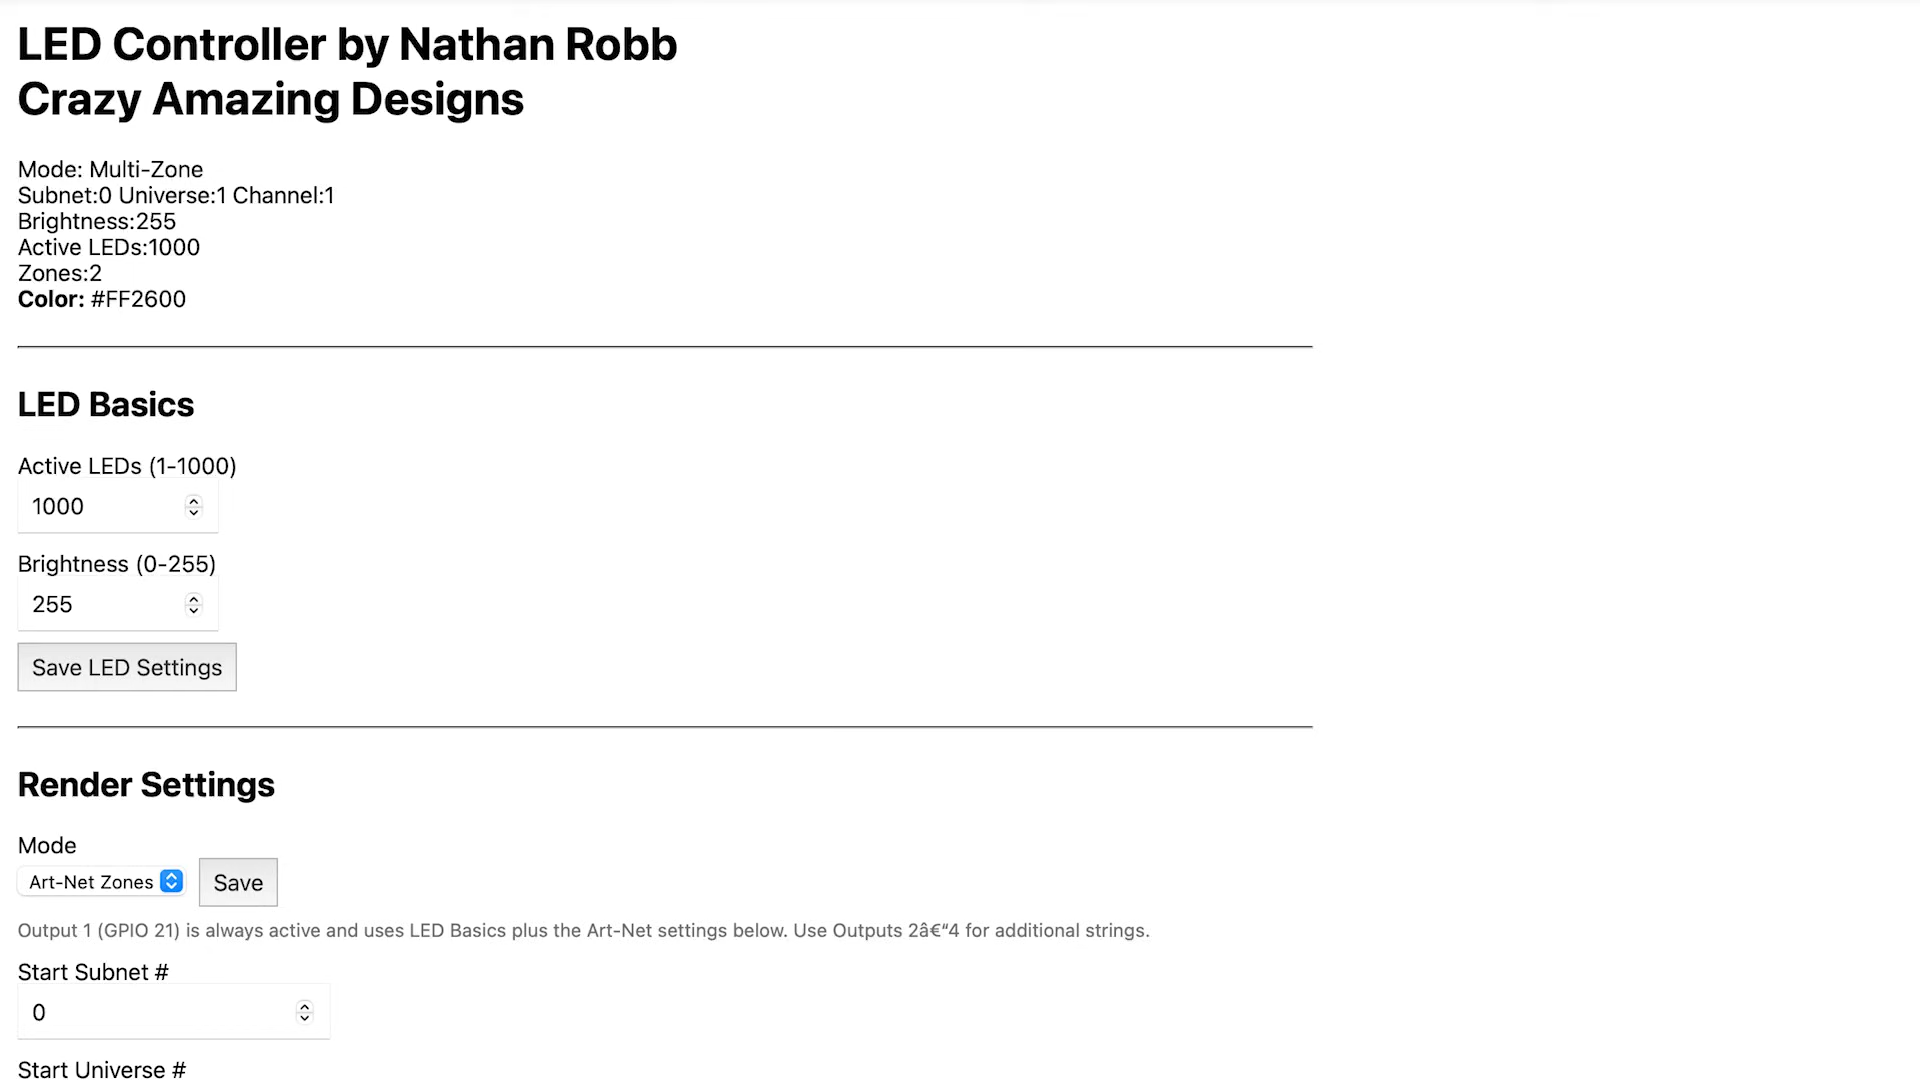 LED Controller by Nathan Robb
Crazy Amazing Designs
Mode: Multi-Zone
Subnet:0 Universe:1 Channel:1
Brightness:255
Active LEDs:1000
Zones:2
Color: #FF2600
LED Basics
Active LEDs (1-1000)
1000
Brightness (0-255)
255
Save LED Settings
Render Settings
Mode
Art-Net Zones Save
Output 1 (GPIO 21) is always active and uses LED Basics plus the Art-Net settings below. Use Outputs 2â€“4 for additional strings.
Start Subnet #
0
Start Universe #